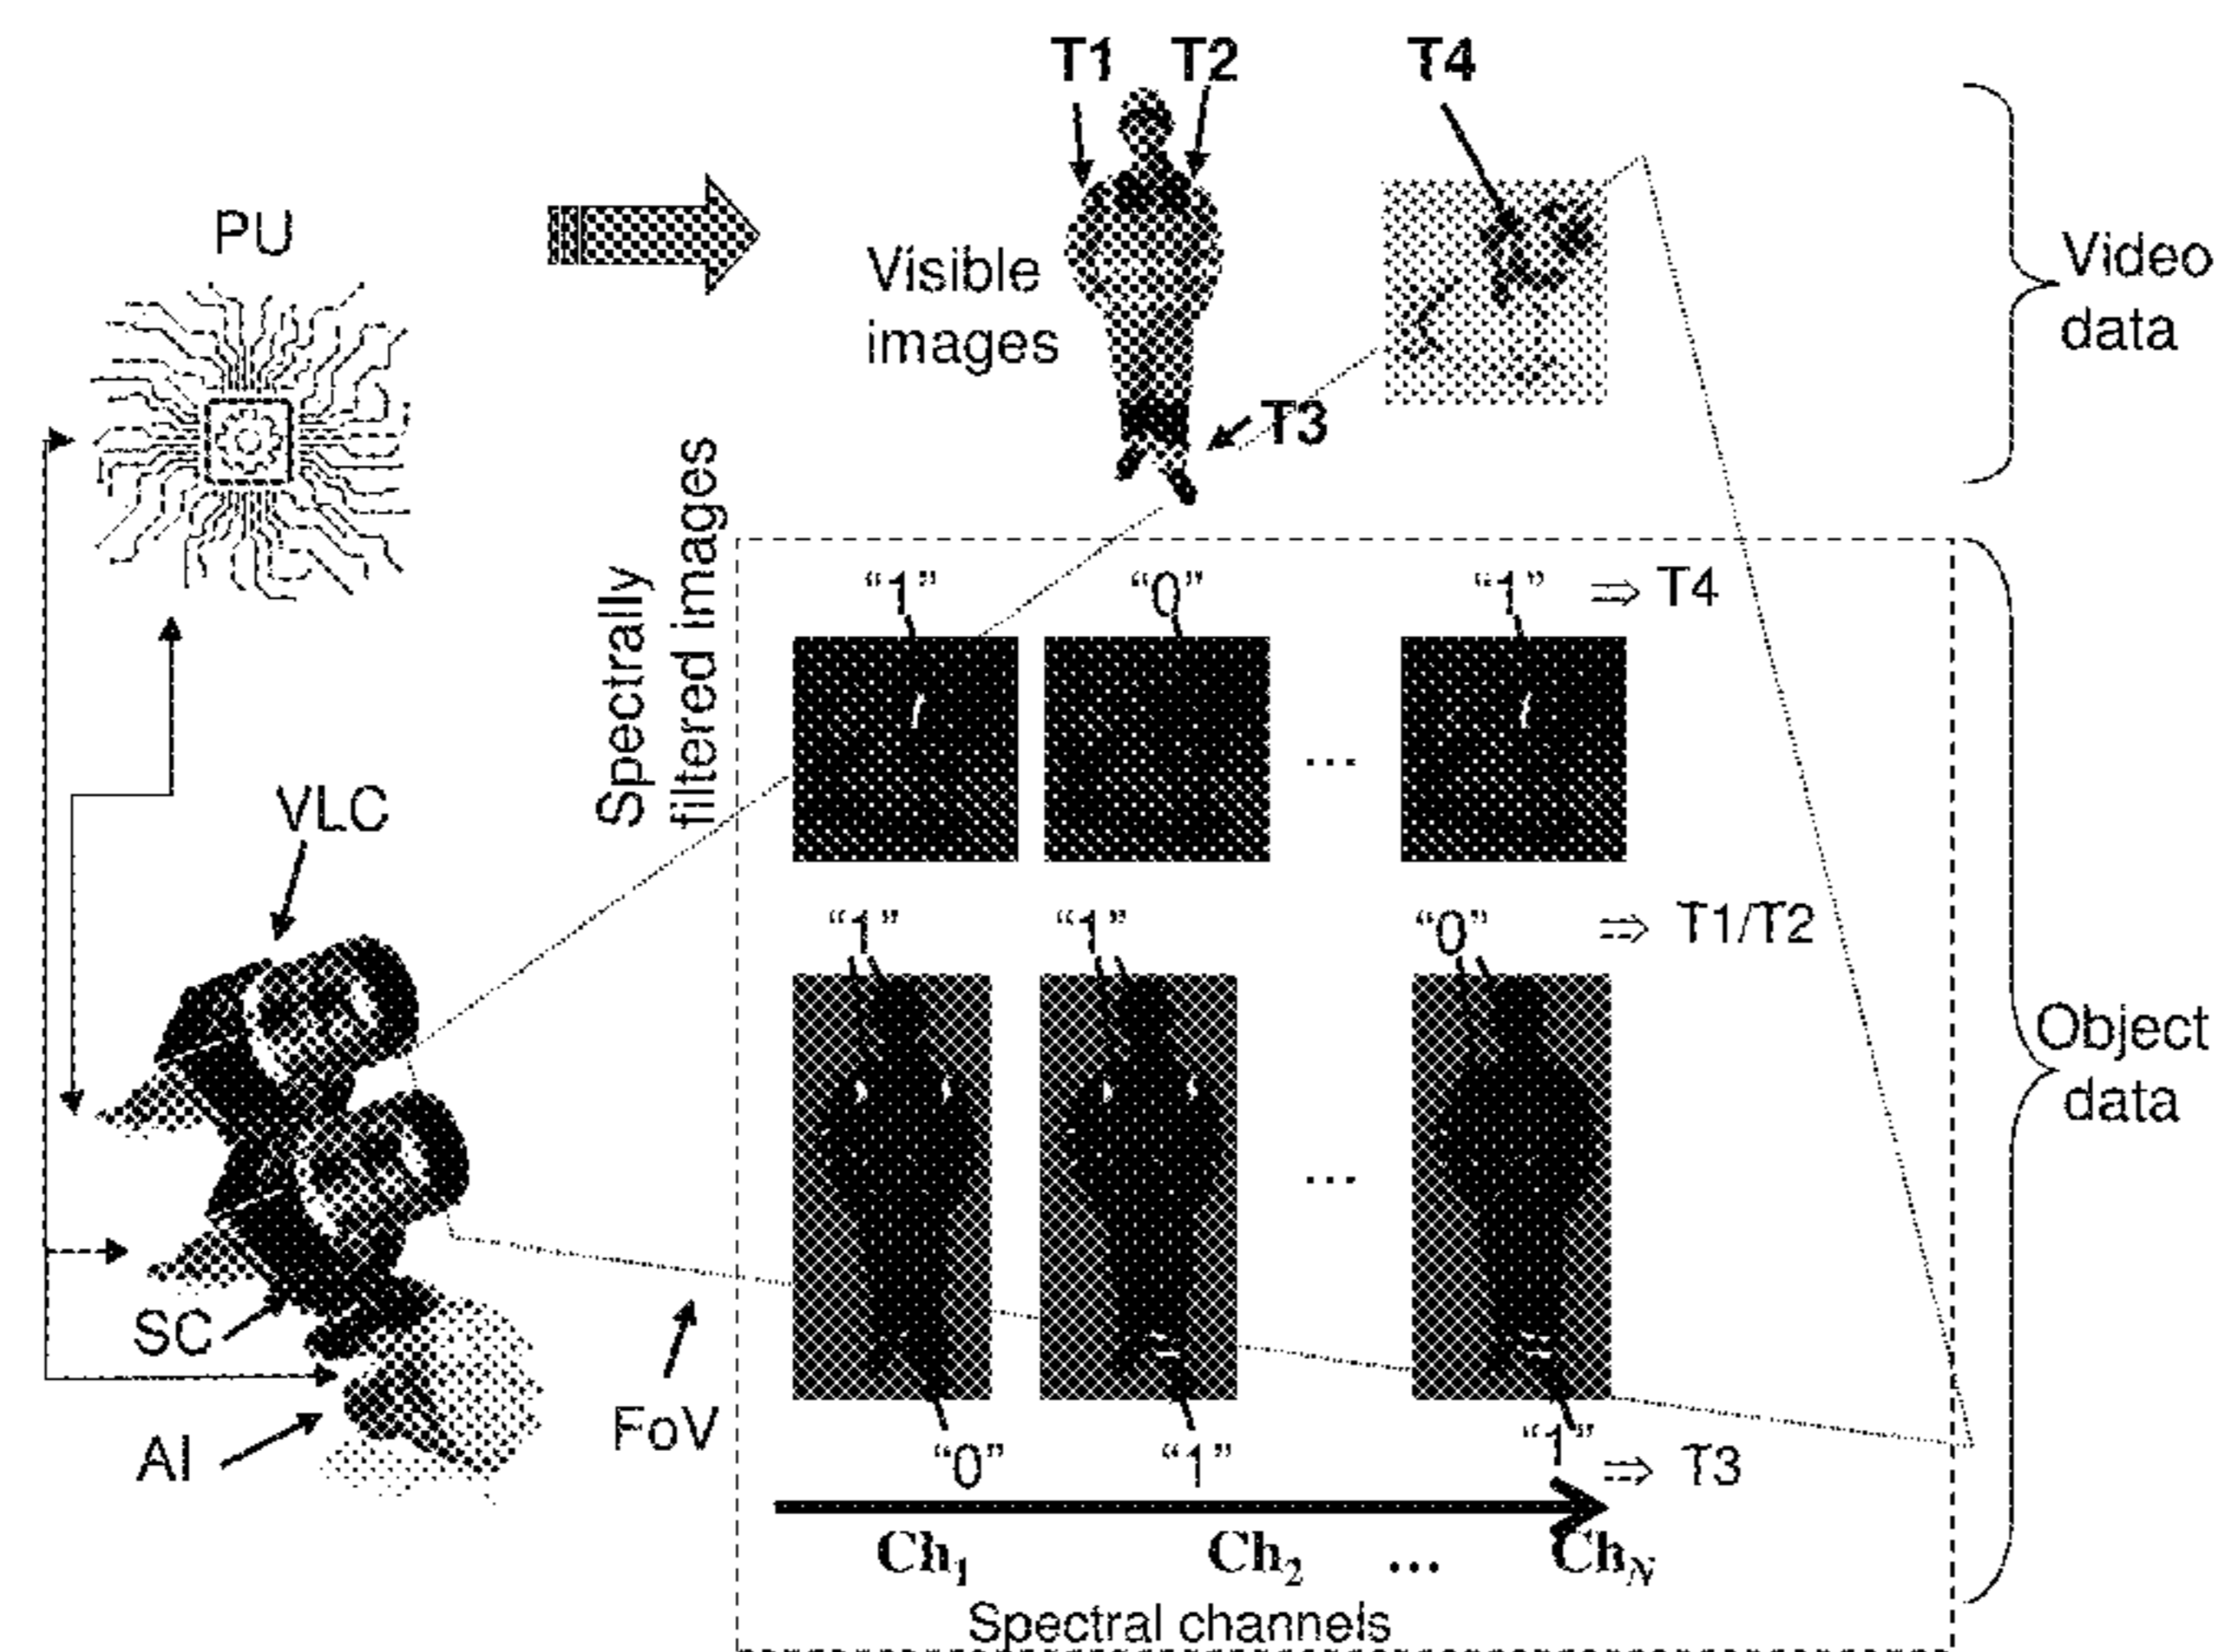 T1 T2 T4
PU
Visible
images
Video
data
T3
Spectrally
filtered images
“1” “0” “1” ⇒ T4
...
VLC
“1” “1” “0” ⇒ T1/T2
Object
data
...
SC
FoV
AI
“0” “1” “1” ⇒ T3
Ch1 Ch2 ... ChN
Spectral channels